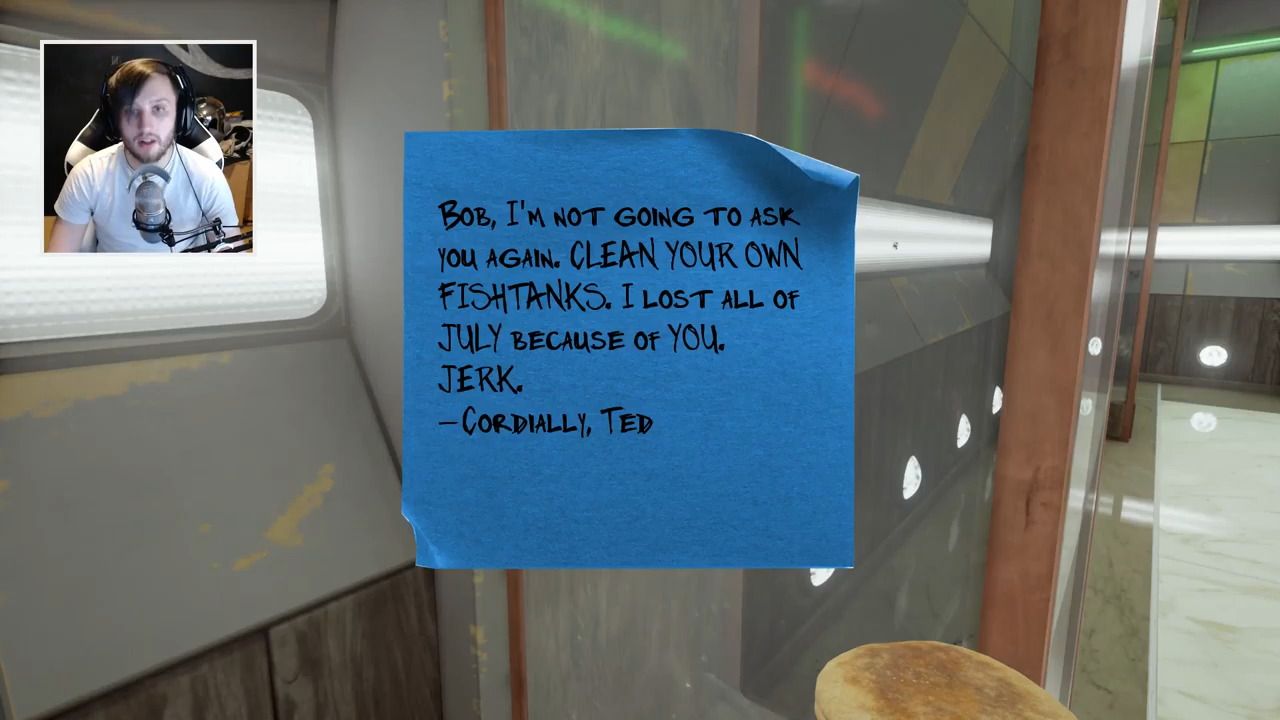 Bob, I'm not going to ask
you again. CLEAN YOUR OWN
FISHTANKS. I lost all of
JULY because of YOU.
JERK.
—Cordially, Ted